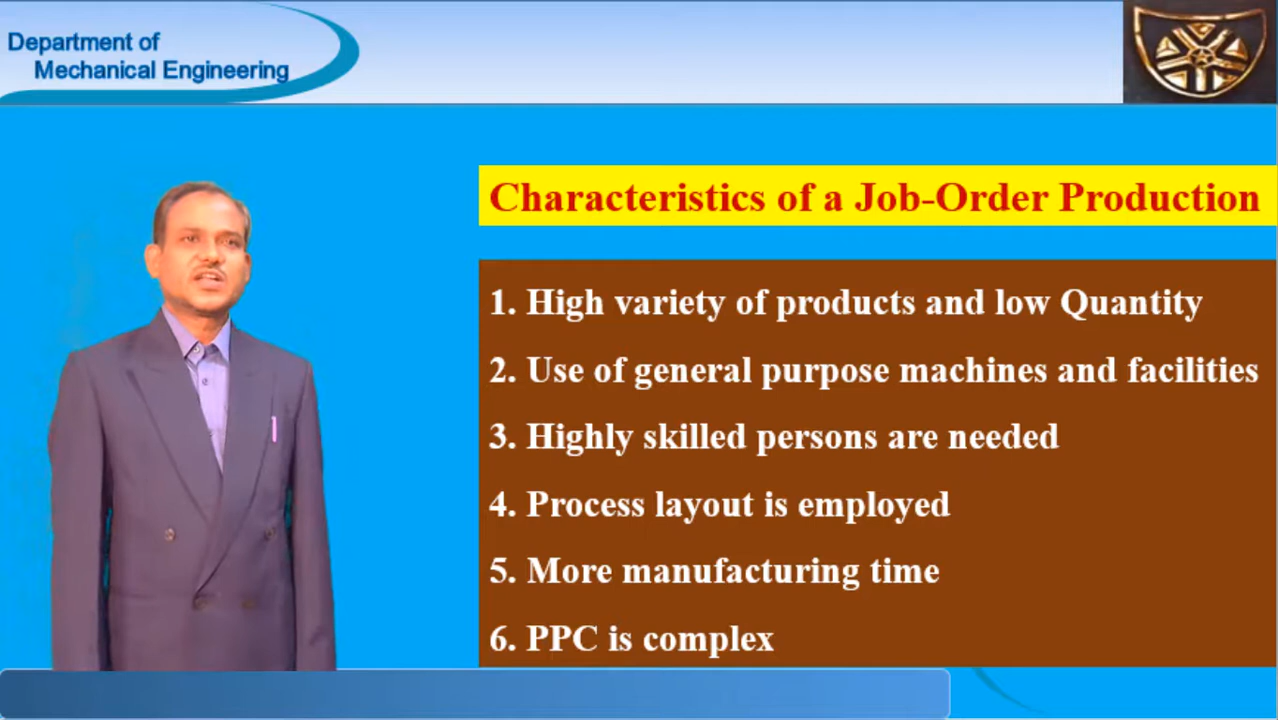 Department of
Mechanical Engineering
Characteristics of a Job-Order Production
1. High variety of products and low Quantity
2. Use of general purpose machines and facilities
3. Highly skilled persons are needed
4. Process layout is employed
5. More manufacturing time
6. PPC is complex